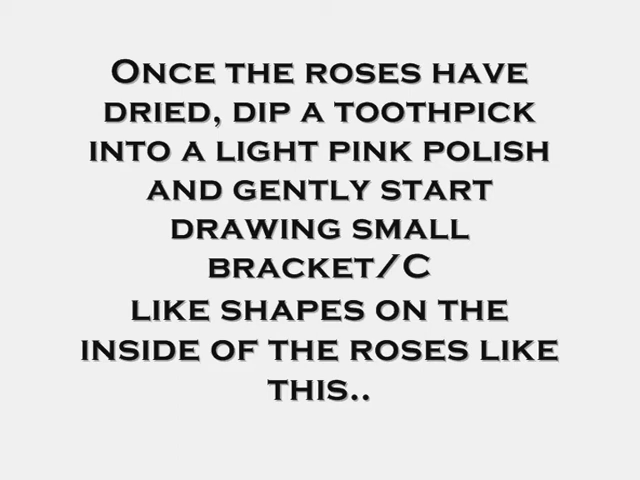 Once the roses have
dried, dip a toothpick
into a light pink polish
and gently start
drawing small
bracket/C
like shapes on the
inside of the roses like
this..